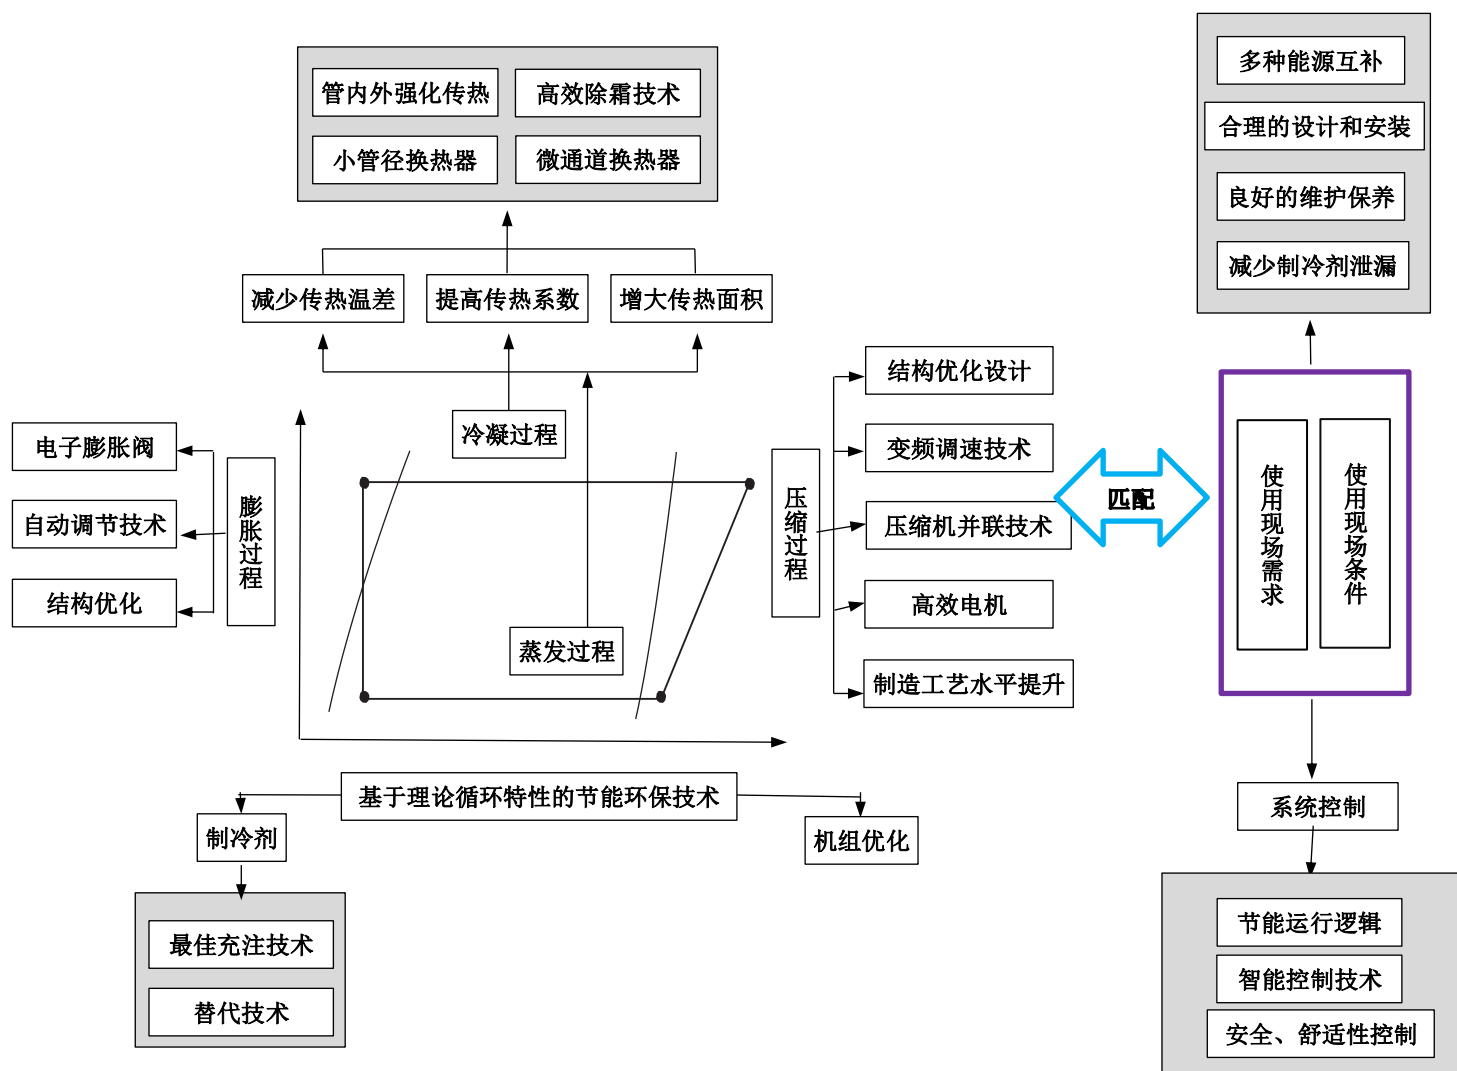 管内外强化传热
高效除霜技术
小管径换热器
微通道换热器
减少传热温差
提高传热系数
增大传热面积
冷凝过程
电子膨胀阀
自动调节技术
结构优化
膨胀过程
蒸发过程
压缩过程
结构优化设计
变频调速技术
压缩机并联技术
高效电机
制造工艺水平提升
匹配
多种能源互补
合理的设计和安装
良好的维护保养
减少制冷剂泄漏
使用现场需求
使用现场条件
系统控制
节能运行逻辑
智能控制技术
安全、舒适性控制
基于理论循环特性的节能环保技术
制冷剂
机组优化
最佳充注技术
替代技术